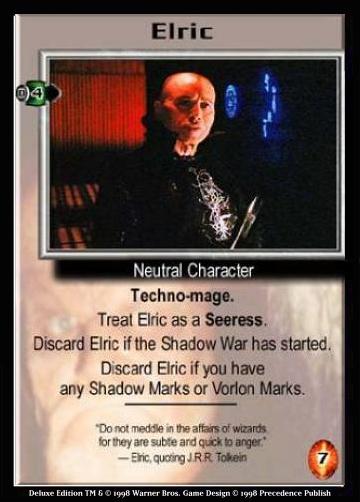 Elric
4
Neutral Character
Techno-mage.
Treat Elric as a Seeress.
Discard Elric if the Shadow War has started.
Discard Elric if you have
any Shadow Marks or Vorlon Marks.
"Do not meddle in the affairs of wizards,
for they are subtle and quick to anger."
— Elric, quoting J.R.R. Tolkein
7
Deluxe Edition TM & © 1998 Warner Bros. Game Design © 1998 Precedence Publish